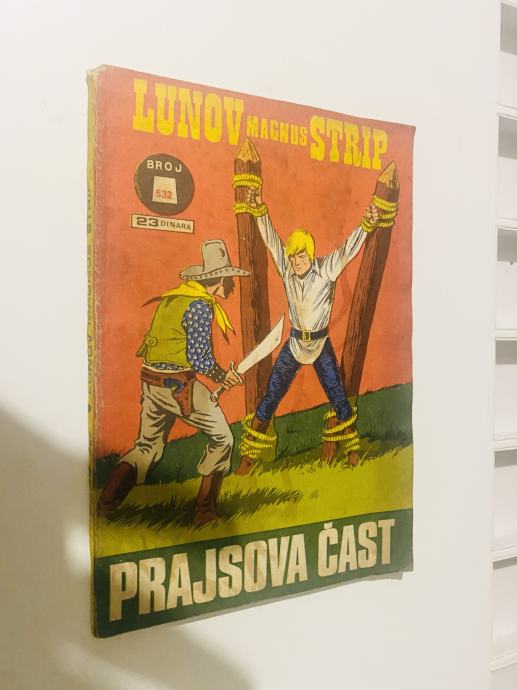 LUNOV MAGNUS STRIP
BROJ
532
23 DINARA
PRAJSOVA ČAST